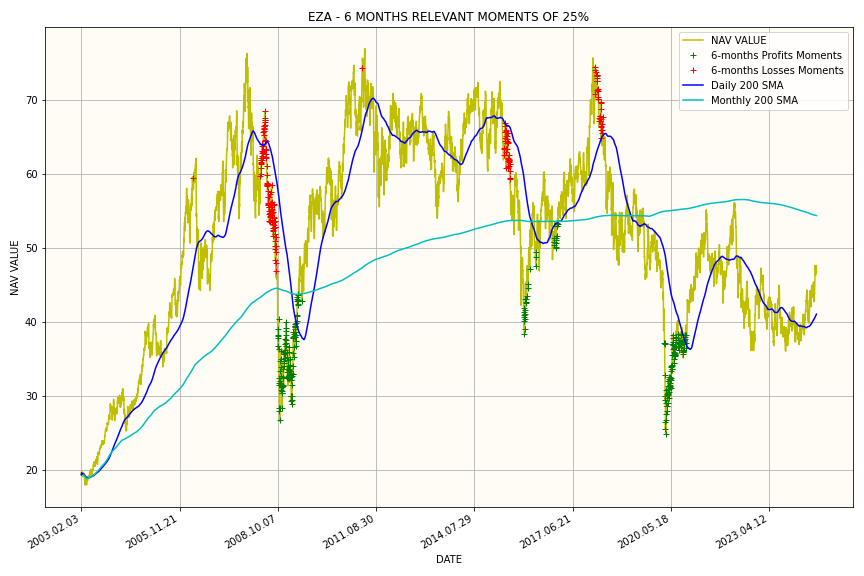 EZA - 6 MONTHS RELEVANT MOMENTS OF 25%
NAV VALUE
6-months Profits Moments
6-months Losses Moments
Daily 200 SMA
Monthly 200 SMA
70
60
50
40
30
20
NAV VALUE
2003.02.03
2005.11.21
2008.10.07
2011.08.30
2014.07.29
2017.06.21
2020.05.18
2023.04.12
DATE